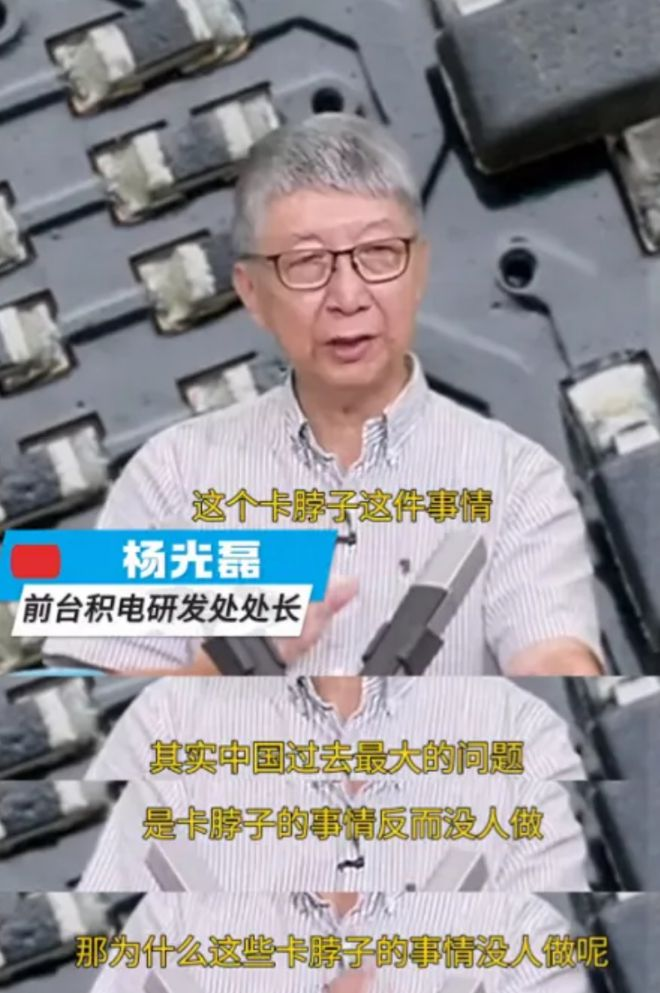 这个卡脖子这件事情
杨光磊
前台积电研发处处长
其实中国过去最大的问题
是卡脖子的事情反而没人做
那为什么这些卡脖子的事情没人做呢